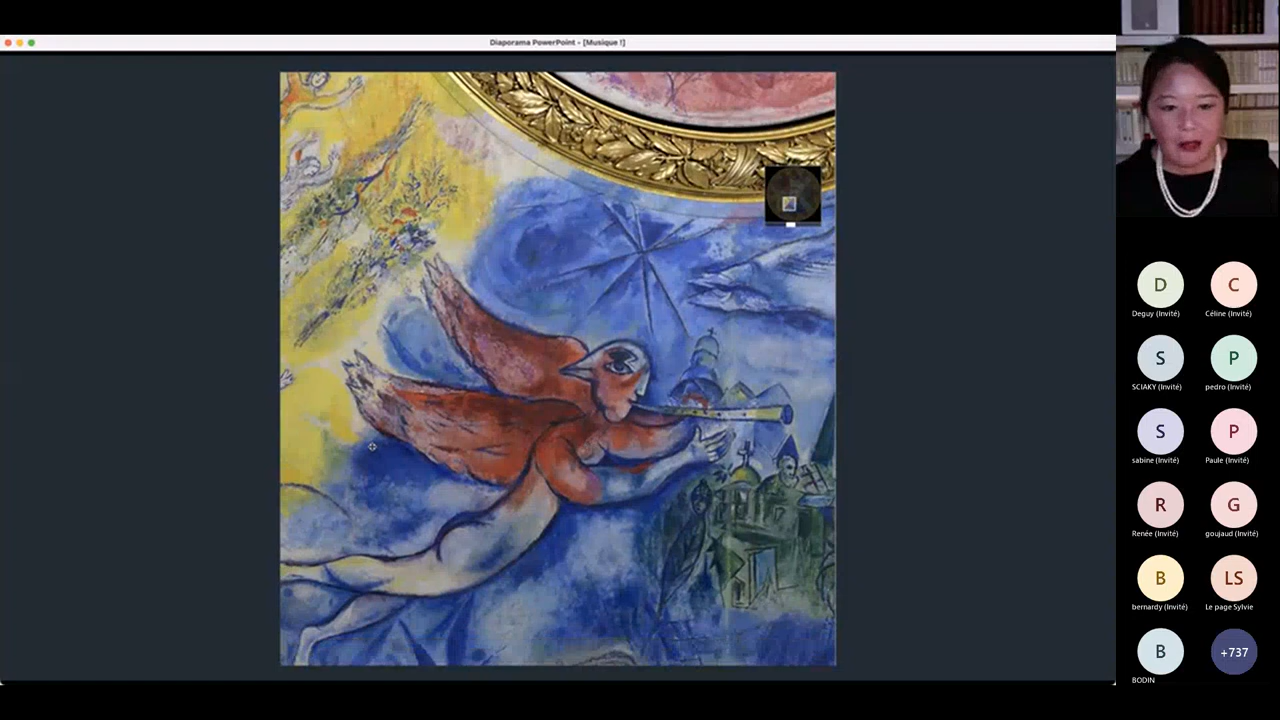 Diaporama PowerPoint - [Musique !]
D
C
Deguy (Invité)
Céline (Invité)
S
P
SCIAKY (Invité)
pedro (Invité)
S
P
sabine (Invité)
Paule (Invité)
R
G
Renée (Invité)
goujaud (Invité)
B
LS
bernardy (Invité)
Le page Sylvie
B
+737
BODIN